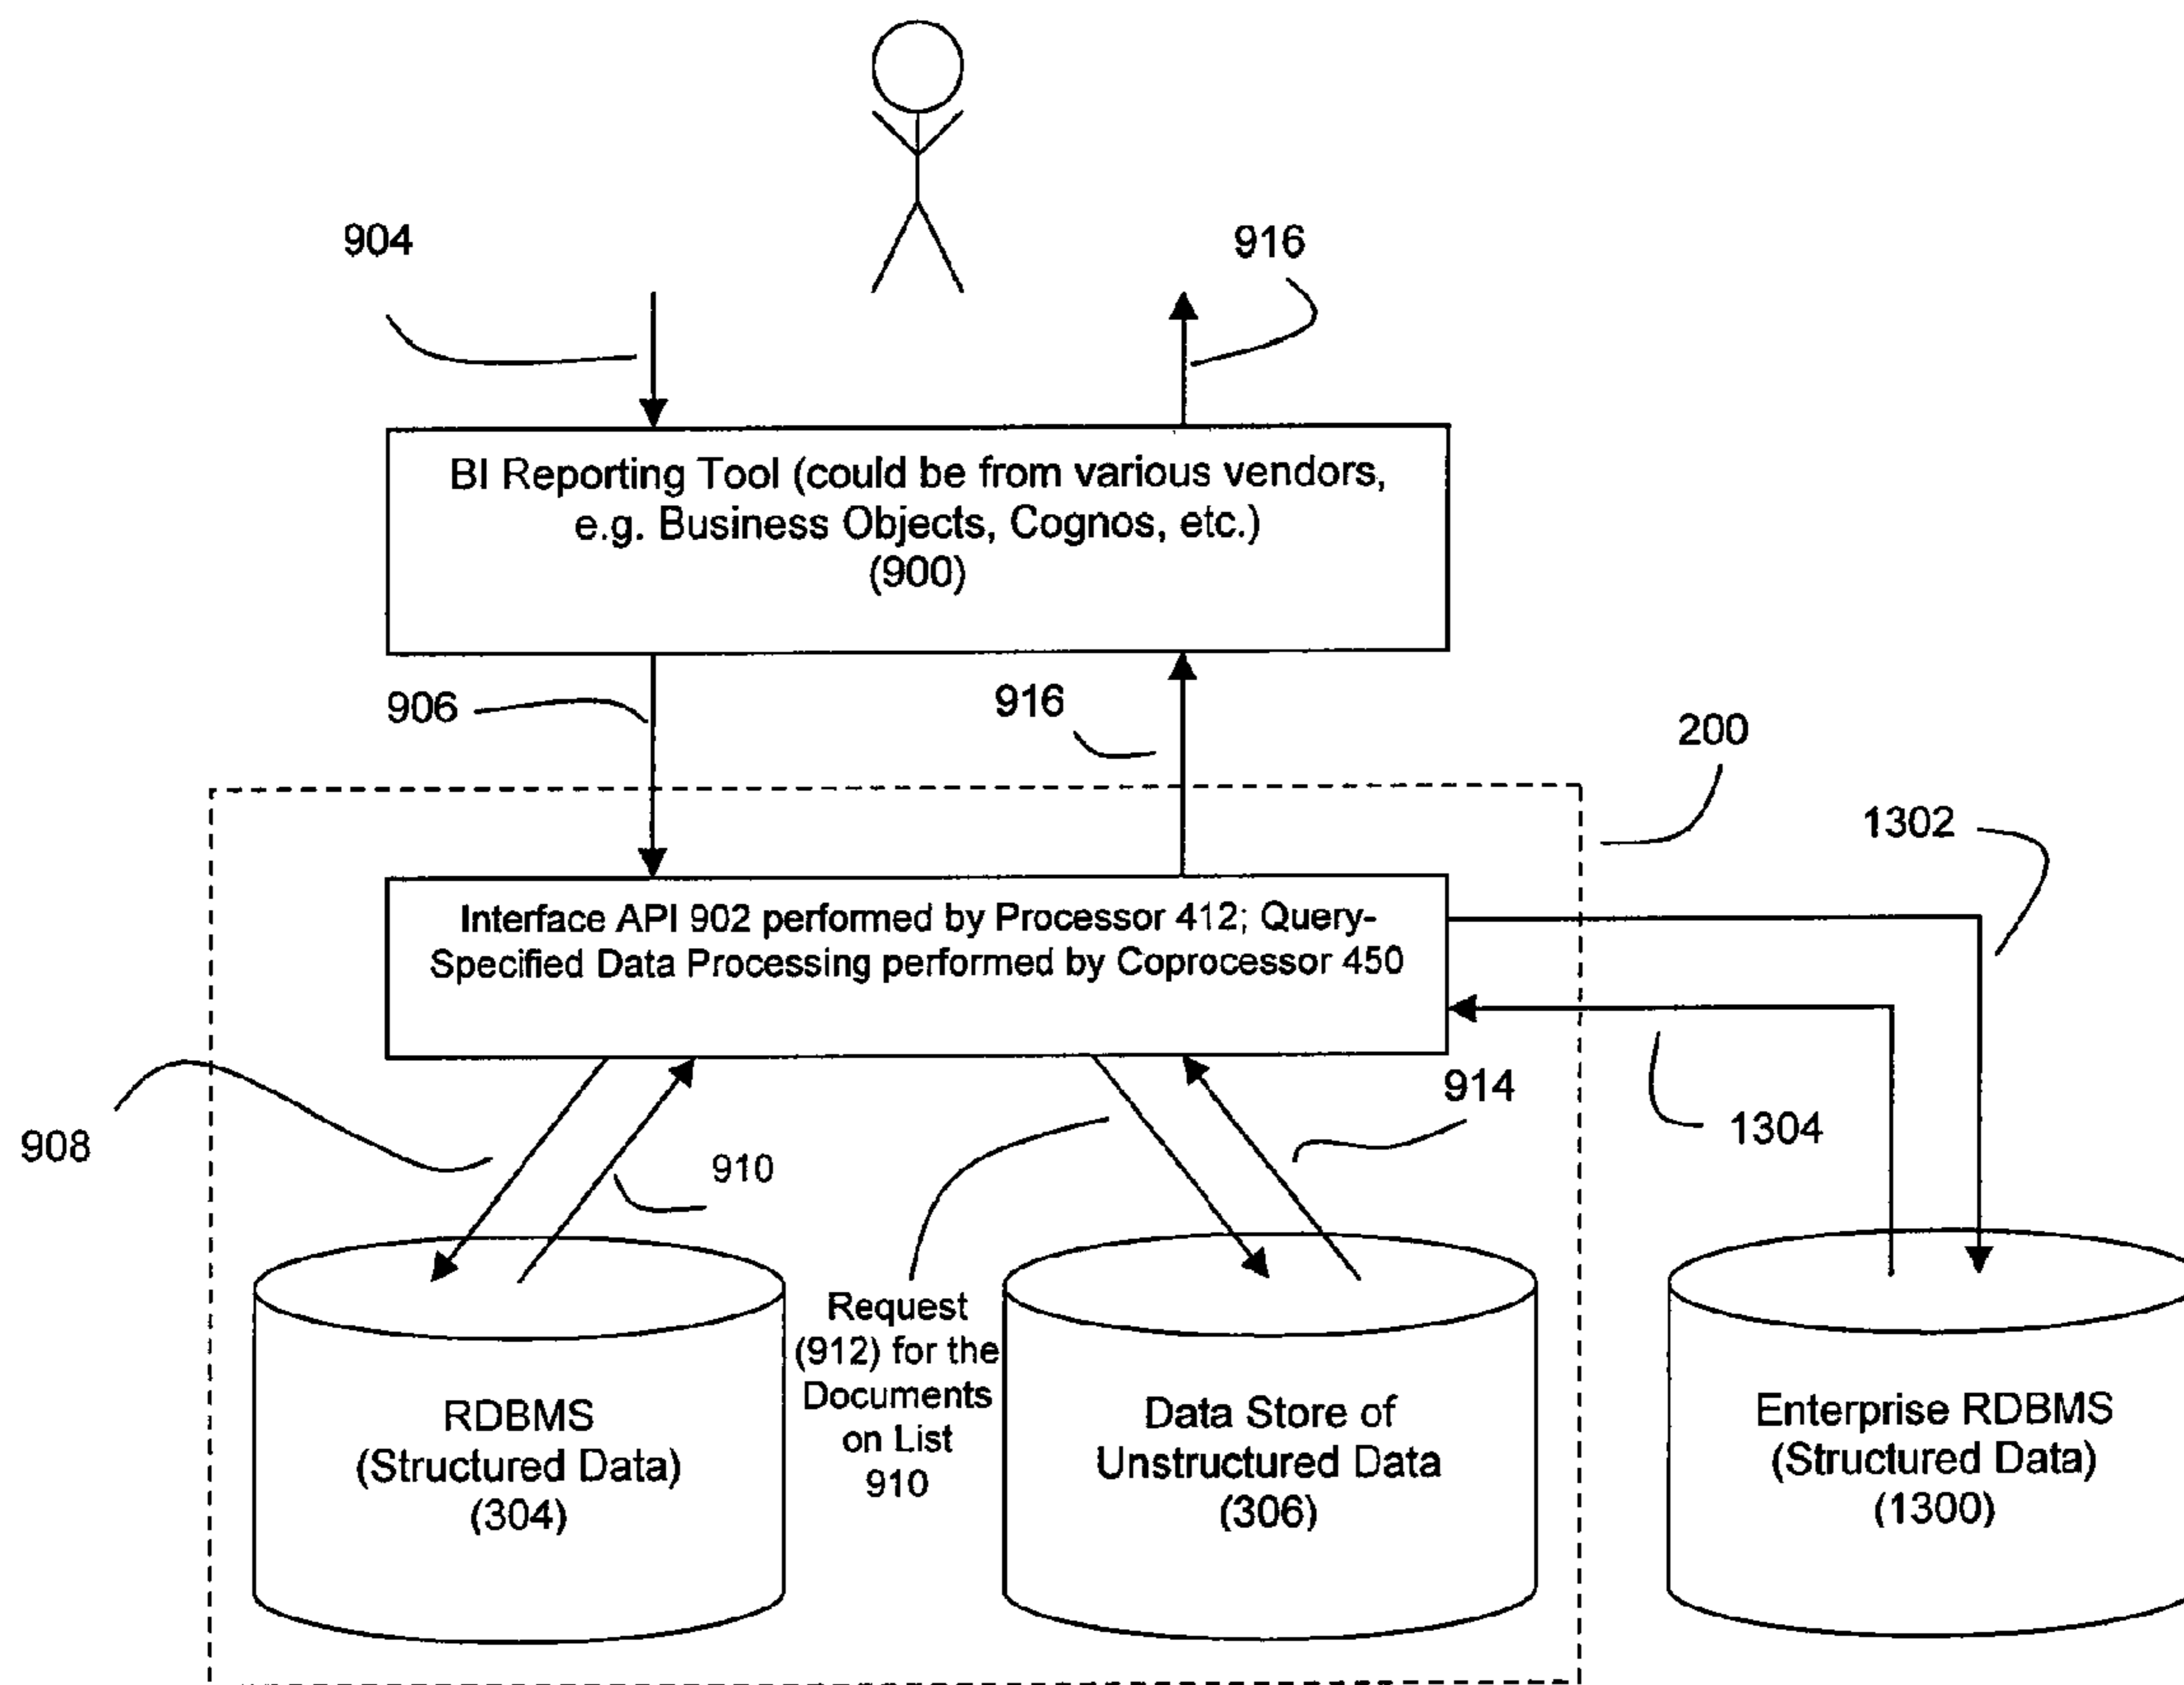 904
916
BI Reporting Tool (could be from various vendors,
e.g. Business Objects, Cognos, etc.)
(900)
906
916
200
1302
Interface API 902 performed by Processor 412; Query-
Specified Data Processing performed by Coprocessor 450
908
910
914
1304
Request
(912) for the
Documents
on List
910
RDBMS
(Structured Data)
(304)
Data Store of
Unstructured Data
(306)
Enterprise RDBMS
(Structured Data)
(1300)